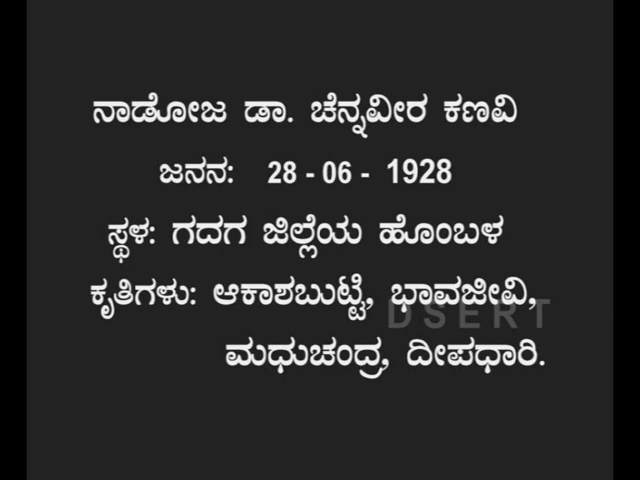 ನಾಡೋಜ ಡಾ. ಚೆನ್ನವೀರ ಕಣವಿ
ಜನನ: 28 - 06 - 1928
ಸ್ಥಳ: ಗದಗ ಜಿಲ್ಲೆಯ ಹೊಂಬಳ
ಕೃತಿಗಳು: ಆಕಾಶಬುಟ್ಟಿ, ಭಾವಜೀವಿ,
DSERT
ಮಧುಚಂದ್ರ, ದೀಪಧಾರಿ.